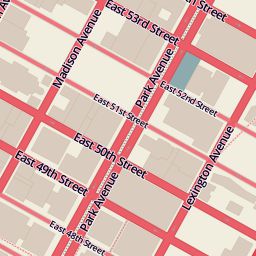 East 53rd Street
Madison Avenue
Park Avenue
East 52nd Street
East 51st Street
East 50th Street
East 49th Street
Lexington Avenue
Park Avenue
East 48th Street